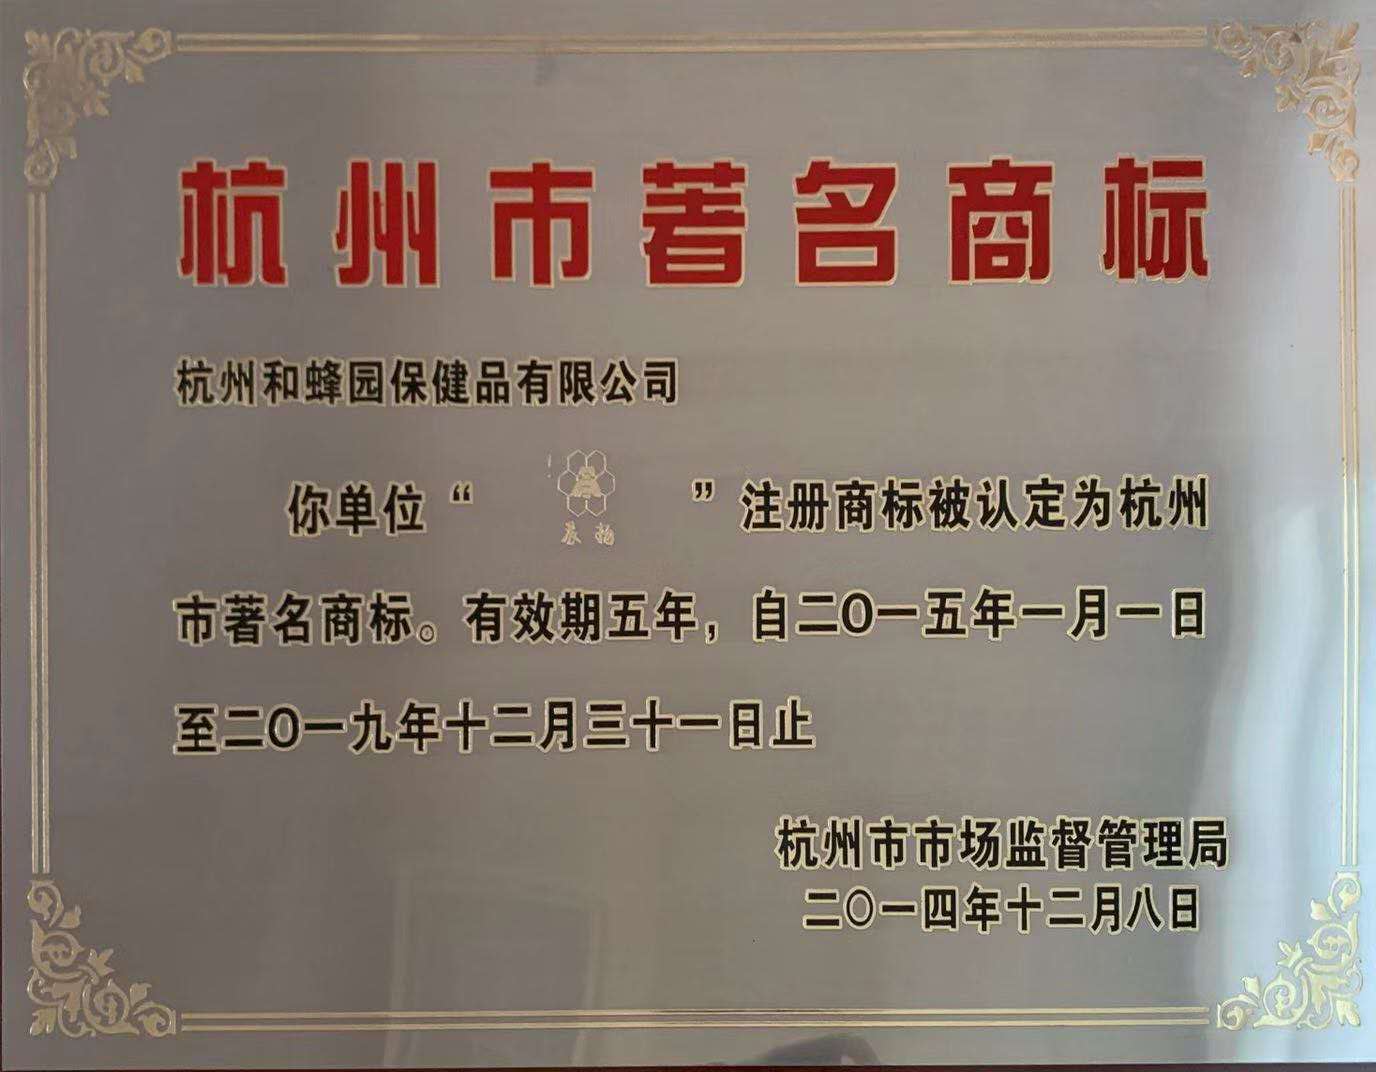 杭州市著名商标
杭州和蜂园保健品有限公司
你单位“ ”注册商标被认定为杭州
市著名商标。有效期五年，自二〇一五年一月一日
至二〇一九年十二月三十一日止
杭州市市场监督管理局
二〇一四年十二月八日